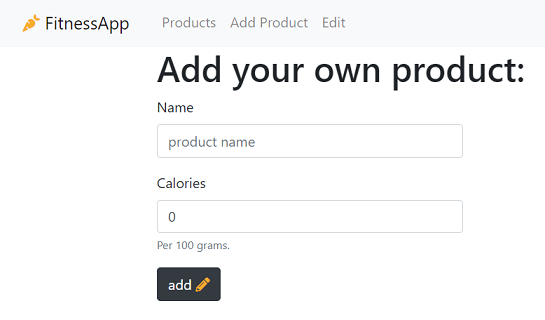 FitnessApp Products Add Product Edit
Add your own product:
Name
product name
Calories
0
Per 100 grams.
add